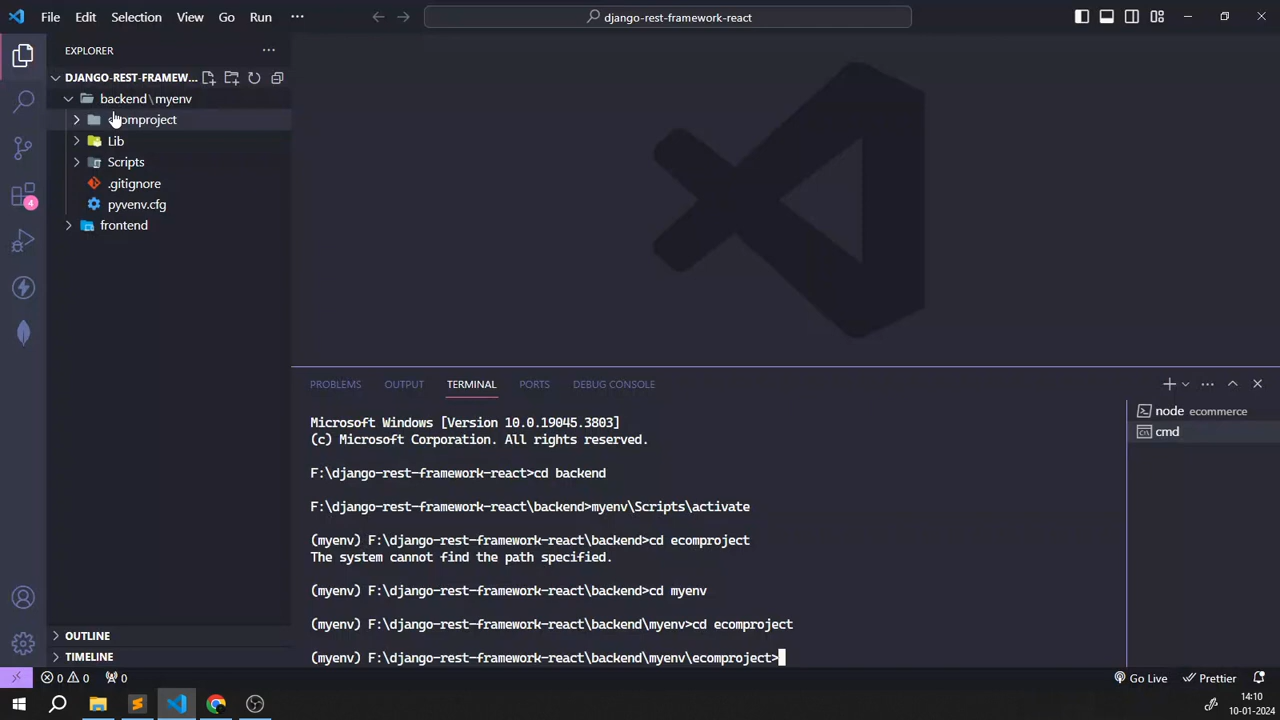 File Edit Selection View Go Run
django-rest-framework-react
EXPLORER
DJANGO-REST-FRAMEW...
backend\myenv
Lib
Scripts
.gitignore
pyvenv.cfg
frontend
OUTLINE
TIMELINE
PROBLEMS OUTPUT TERMINAL PORTS DEBUG CONSOLE
Microsoft Windows [Version 10.0.19045.3803]
(c) Microsoft Corporation. All rights reserved.
F:\django-rest-framework-react>cd backend
F:\django-rest-framework-react\backend>myenv\Scripts\activate
(myenv) F:\django-rest-framework-react\backend>cd ecomproject
The system cannot find the path specified.
(myenv) F:\django-rest-framework-react\backend>cd myenv
(myenv) F:\django-rest-framework-react\backend\myenv>cd ecomproject
(myenv) F:\django-rest-framework-react\backend\myenv\ecomproject>
node ecommerce
cmd
4
0 0 0
Go Live Prettier
14:10
10-01-2024